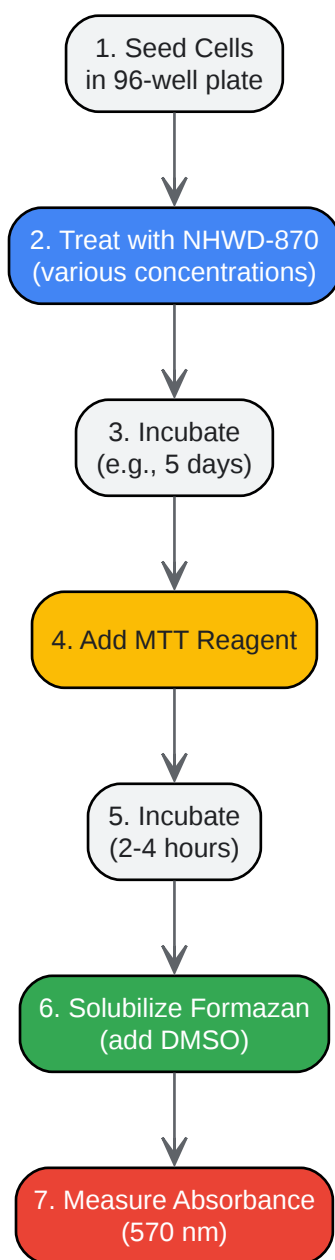 1. Seed Cells
in 96-well plate
2. Treat with NHWD-870
(various concentrations)
3. Incubate
(e.g., 5 days)
4. Add MTT Reagent
5. Incubate
(2-4 hours)
6. Solubilize Formazan
(add DMSO)
7. Measure Absorbance
(570 nm)